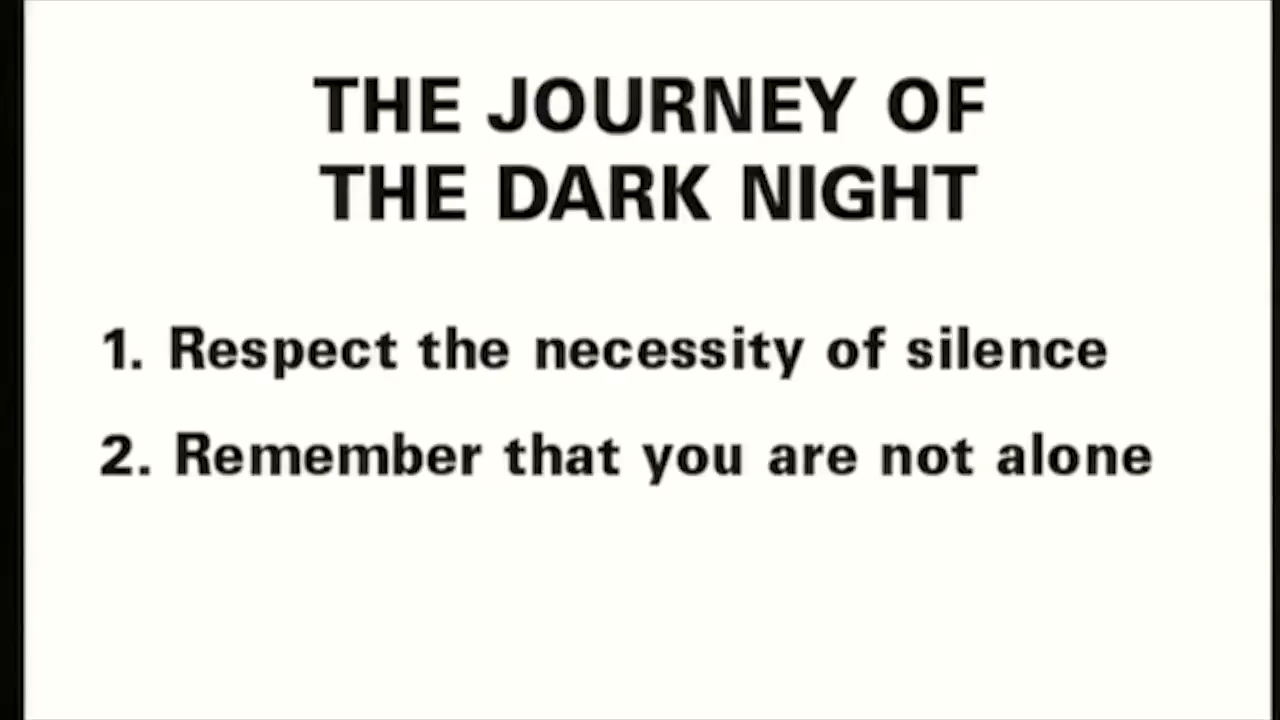 THE JOURNEY OF
THE DARK NIGHT
1. Respect the necessity of silence
2. Remember that you are not alone